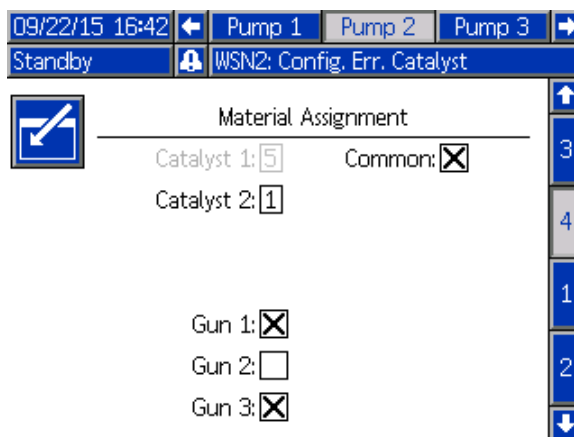 09/22/15 16:42 Pump 1 Pump 2 Pump 3
Standby WSN2: Config. Err. Catalyst
Material Assignment
Catalyst 1: 5 Common:
Catalyst 2: 1
Gun 1:
Gun 2:
Gun 3:
3
4
1
2